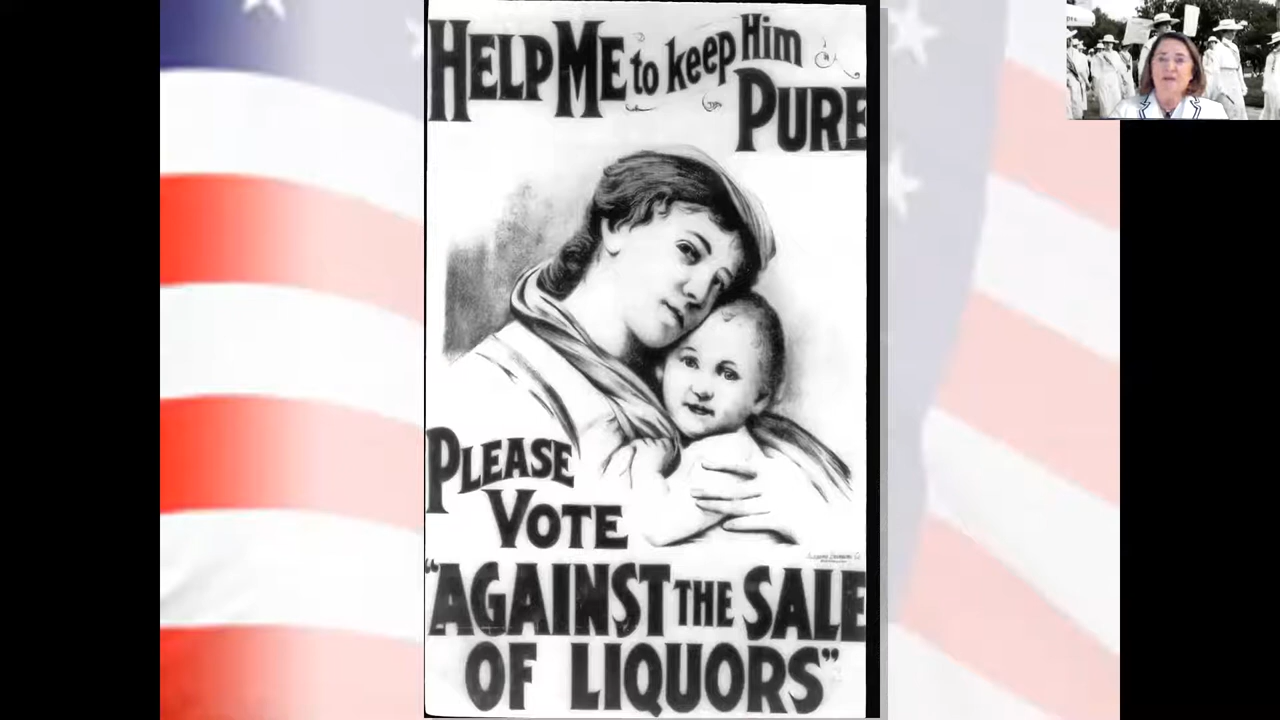 HELP ME to keep Him
PURE
PLEASE
VOTE
"AGAINST THE SALE
OF LIQUORS"